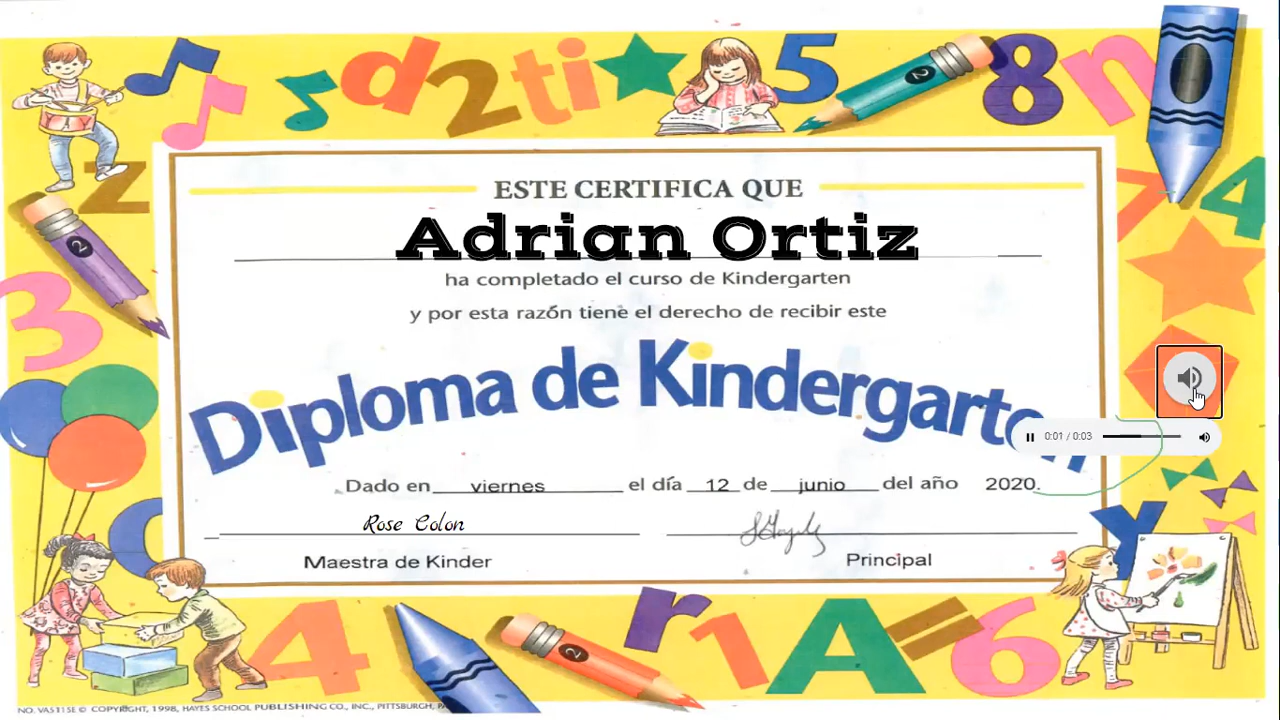 ESTE CERTIFICA QUE
Adrian Ortiz
ha completado el curso de Kindergarten
y por esta razón tiene el derecho de recibir este
Diploma de Kindergarten
Dado en viernes el día 12 de junio del año 2020.
Rose Colon
Maestra de Kinder
Principal
0:01 / 0:03
NO. VA511SE © COPYRIGHT, 1998, HAYES SCHOOL PUBLISHING CO., INC., PITTSBURGH,